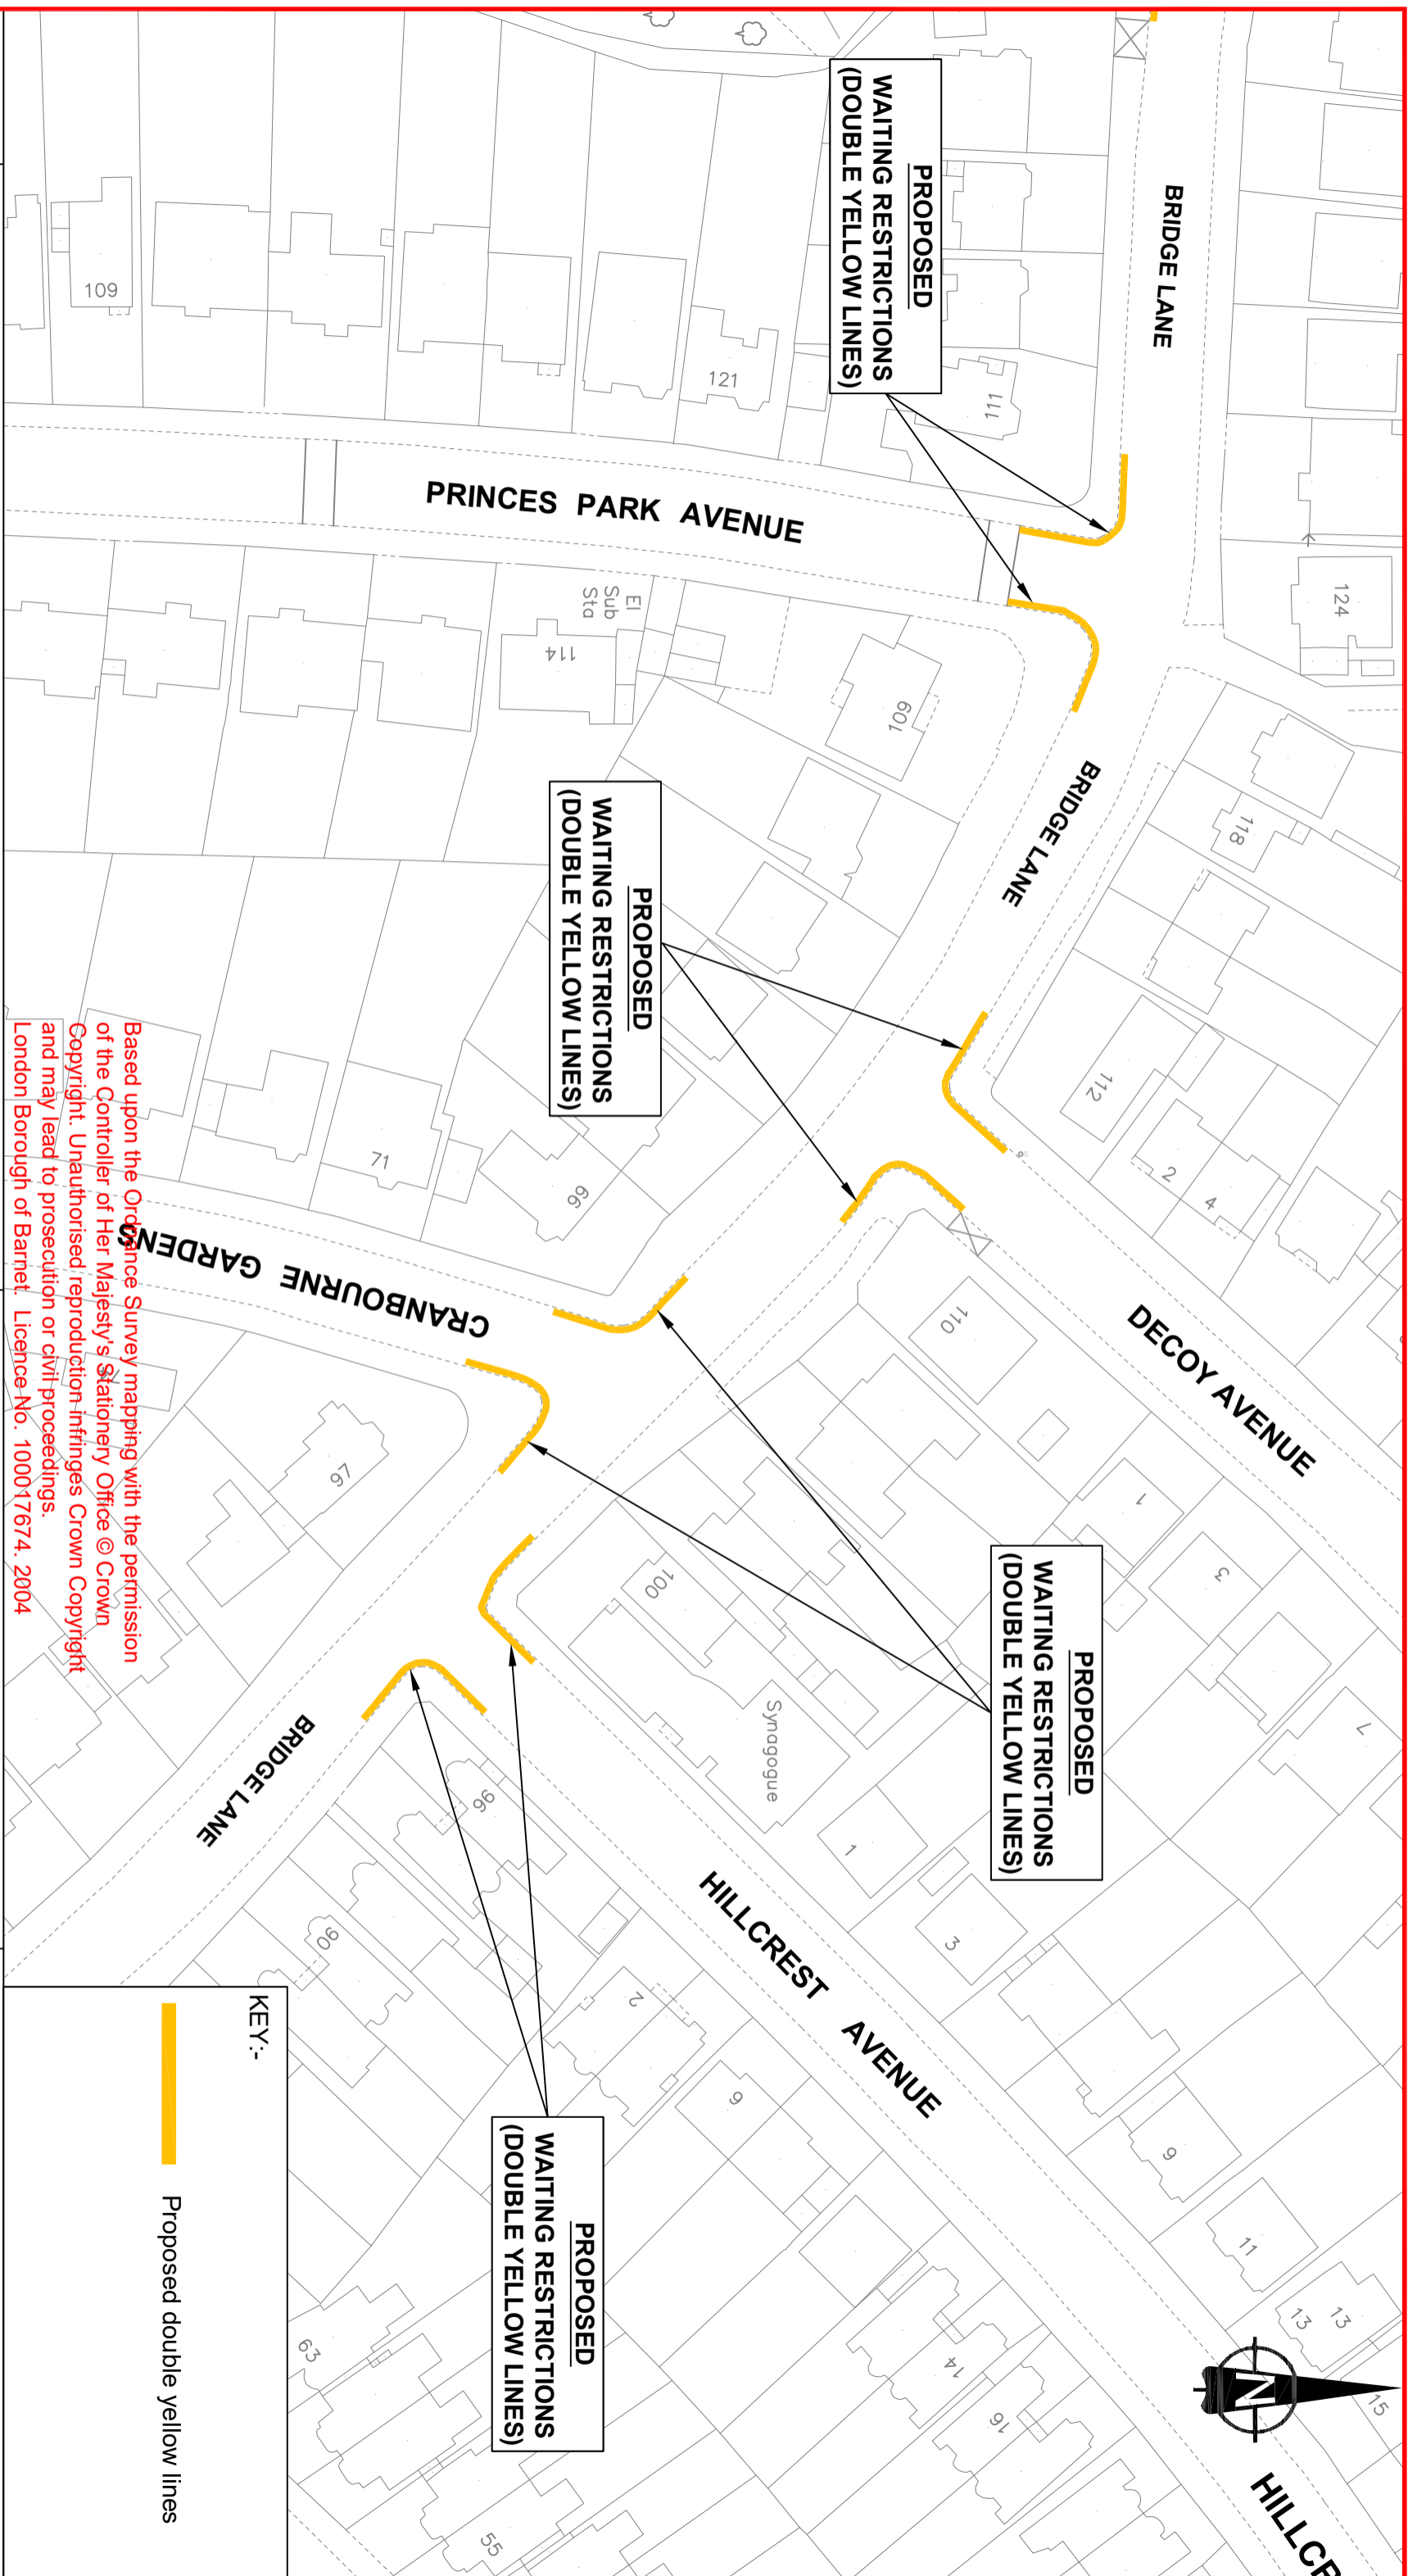 BRIDGE LANE
PROPOSED
WAITING RESTRICTIONS
(DOUBLE YELLOW LINES)
111
109
121
PRINCES PARK AVENUE
124
El
Sub
Sta
114
109
118
BRIDGE LANE
PROPOSED
WAITING RESTRICTIONS
(DOUBLE YELLOW LINES)
112
2
4
71
99
110
DECOY AVENUE
CRANBOURNE GARDENS
97
1
3
7
100
Synagogue
PROPOSED
WAITING RESTRICTIONS
(DOUBLE YELLOW LINES)
1
3
Based upon the Ordnance Survey mapping with the permission
of the Controller of Her Majesty's Stationery Office © Crown
Copyright. Unauthorised reproduction infringes Crown Copyright
and may lead to prosecution or civil proceedings.
London Borough of Barnet. Licence No. 100017674. 2004
BRIDGE LANE
96
90
HILLCREST AVENUE
2
6
9
11
13
13
15
14
16
63
55
PROPOSED
WAITING RESTRICTIONS
(DOUBLE YELLOW LINES)
N
HILLCR
KEY:-
Proposed double yellow lines